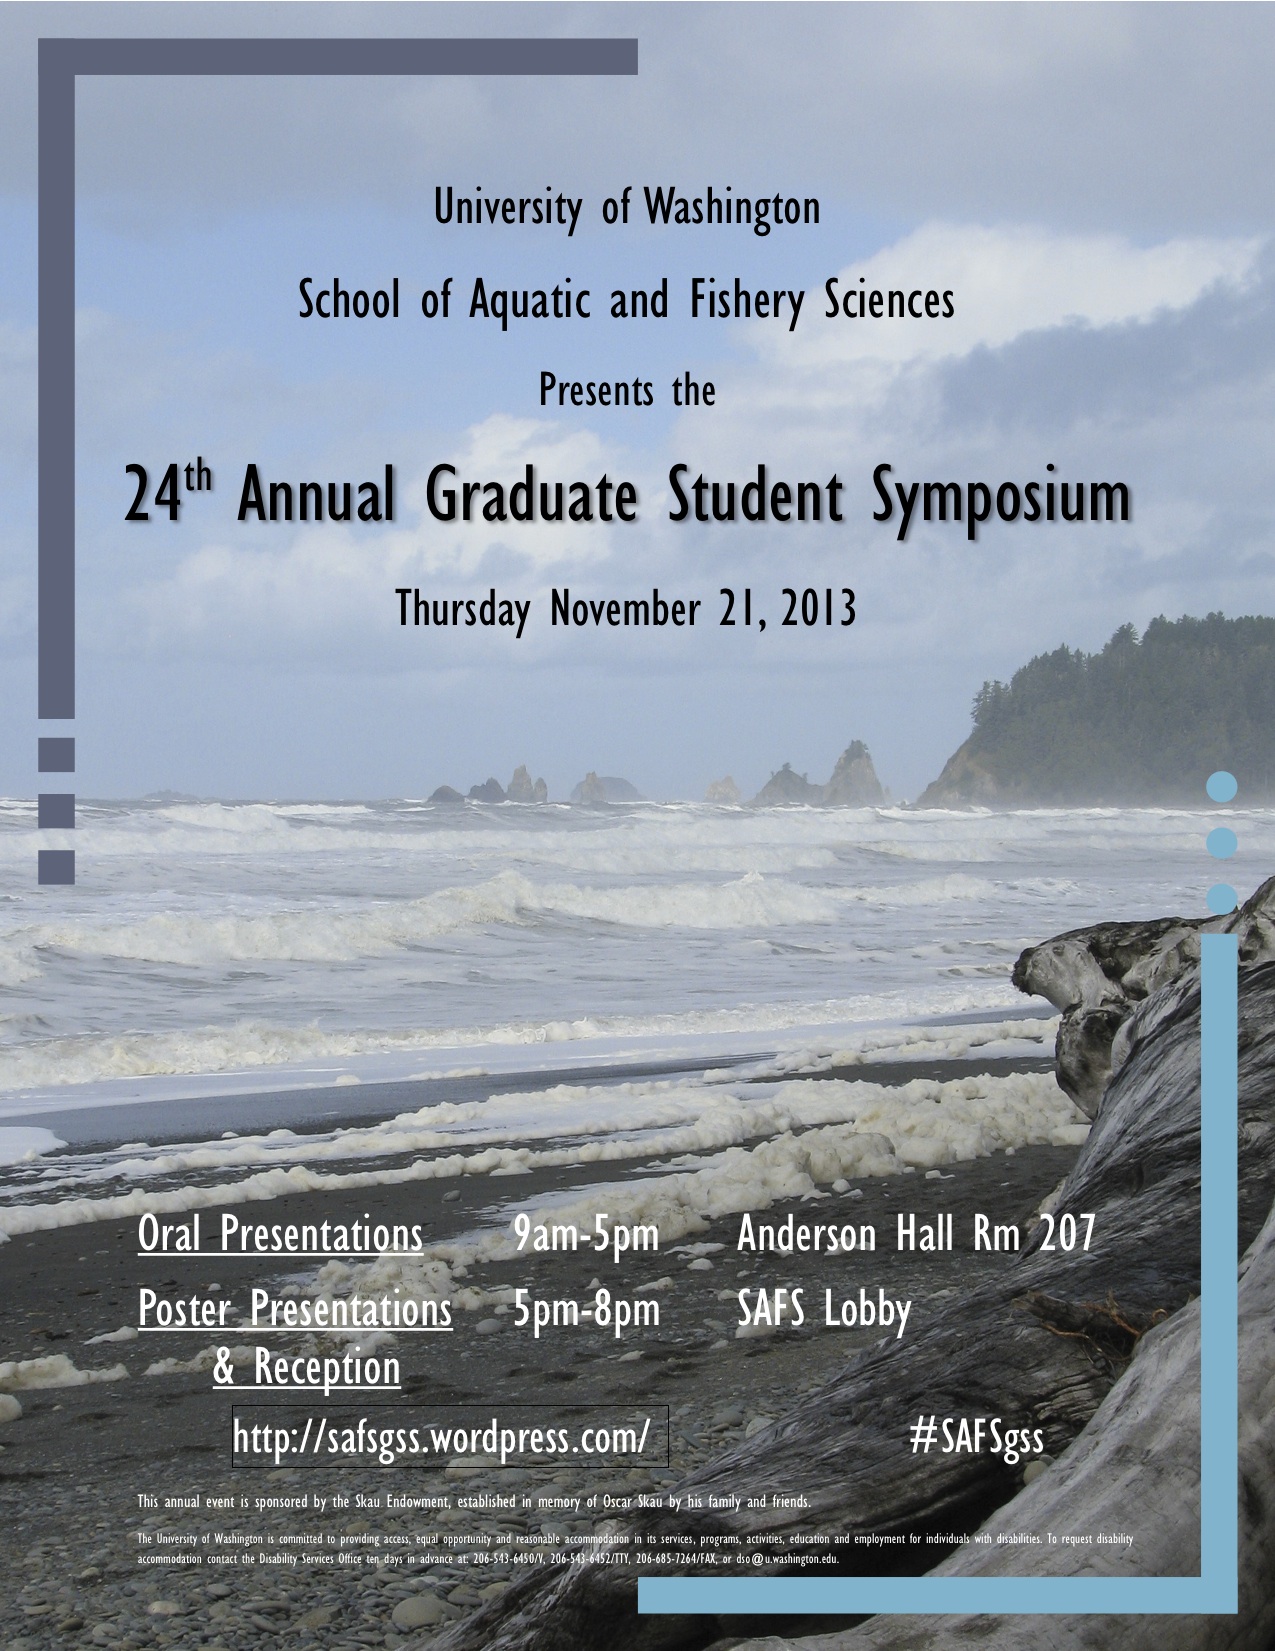 University of Washington
School of Aquatic and Fishery Sciences
Presents the
24th Annual Graduate Student Symposium
Thursday November 21, 2013
Oral Presentations 9am-5pm Anderson Hall Rm 207
Poster Presentations 5pm-8pm SAFS Lobby
& Reception
http://safsgss.wordpress.com/ #SAFSgss
This annual event is sponsored by the Skau Endowment, established in memory of Oscar Skau by his family and friends.
The University of Washington is committed to providing access, equal opportunity and reasonable accommodation in its services, programs, activities, education and employment for individuals with disabilities. To request disability
accommodation contact the Disability Services Office ten days in advance at: 206-543-6450/V, 206-543-6452/TTY, 206-685-7264/FAX, or dso@u.washington.edu.